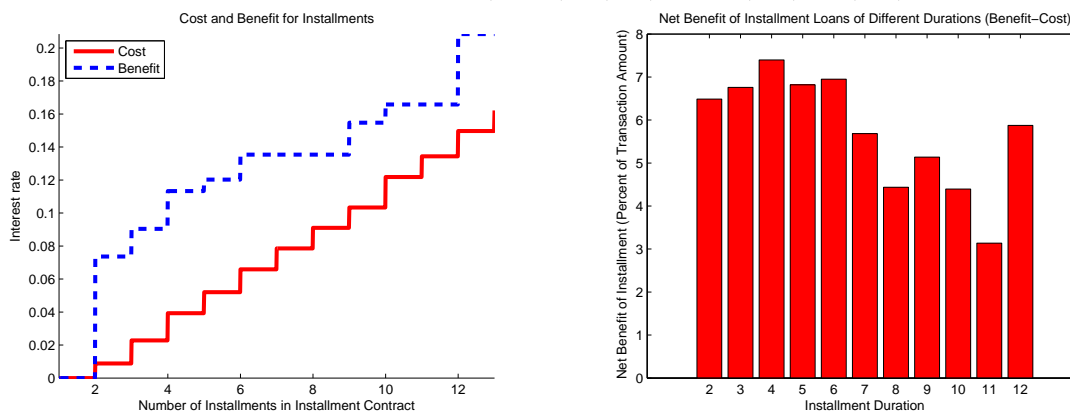 Cost and Benefit for Installments
Cost
Benefit
0.2
0.18
0.16
0.14
0.12
0.1
0.08
0.06
0.04
0.02
0
Interest rate
2 4 6 8 10 12
Number of Installments in Installment Contract
Net Benefit of Installment Loans of Different Durations (Benefit−Cost)
8
7
6
5
4
3
2
1
0
Net Benefit of Installment (Percent of Transaction Amount)
2 3 4 5 6 7 8 9 10 11 12
Installment Duration